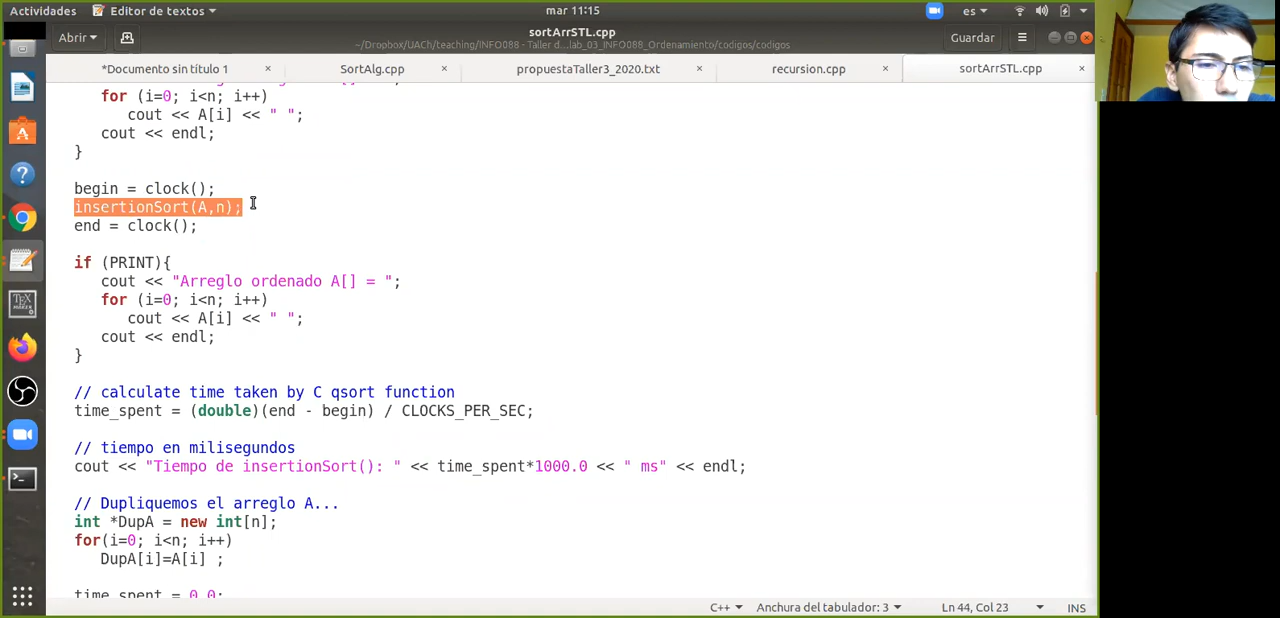 Actividades
Editor de textos
mar 11:15
es
Abrir
sortArrSTL.cpp
~/Dropbox/UACh/teaching/INFO088 - Taller d...lab_03_INFO088_Ordenamiento/codigos/codigos
Guardar
*Documento sin título 1 ×
SortAlg.cpp ×
propuestaTaller3_2020.txt ×
recursion.cpp ×
sortArrSTL.cpp ×
for (i=0; i<n; i++)
cout << A[i] << " ";
cout << endl;
}
begin = clock();
insertionSort(A,n);
end = clock();
if (PRINT){
cout << "Arreglo ordenado A[] = ";
for (i=0; i<n; i++)
cout << A[i] << " ";
cout << endl;
}
// calculate time taken by C qsort function
time_spent = (double)(end - begin) / CLOCKS_PER_SEC;
// tiempo en milisegundos
cout << "Tiempo de insertionSort(): " << time_spent*1000.0 << " ms" << endl;
// Dupliquemos el arreglo A...
int *DupA = new int[n];
for(i=0; i<n; i++)
DupA[i]=A[i] ;
time_spent = 0.0;
C++
Anchura del tabulador: 3
Ln 44, Col 23
INS